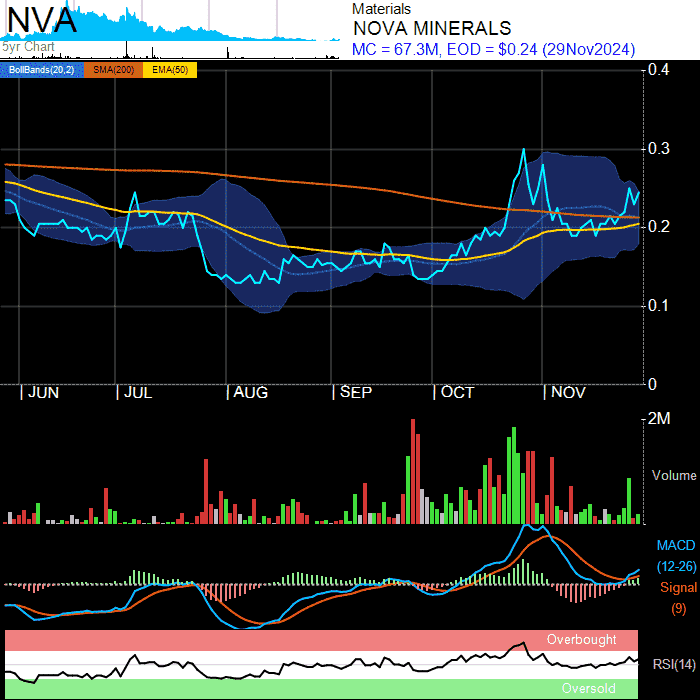 NVA
5yr Chart
Materials
NOVA MINERALS
MC = 67.3M, EOD = $0.24 (29Nov2024)
BollBands(20,2) SMA(200) EMA(50)
0.4
0.3
0.2
0.1
0
JUN JUL AUG SEP OCT NOV
2M
Volume
MACD
(12-26)
Signal
(9)
Overbought
RSI(14)
Oversold